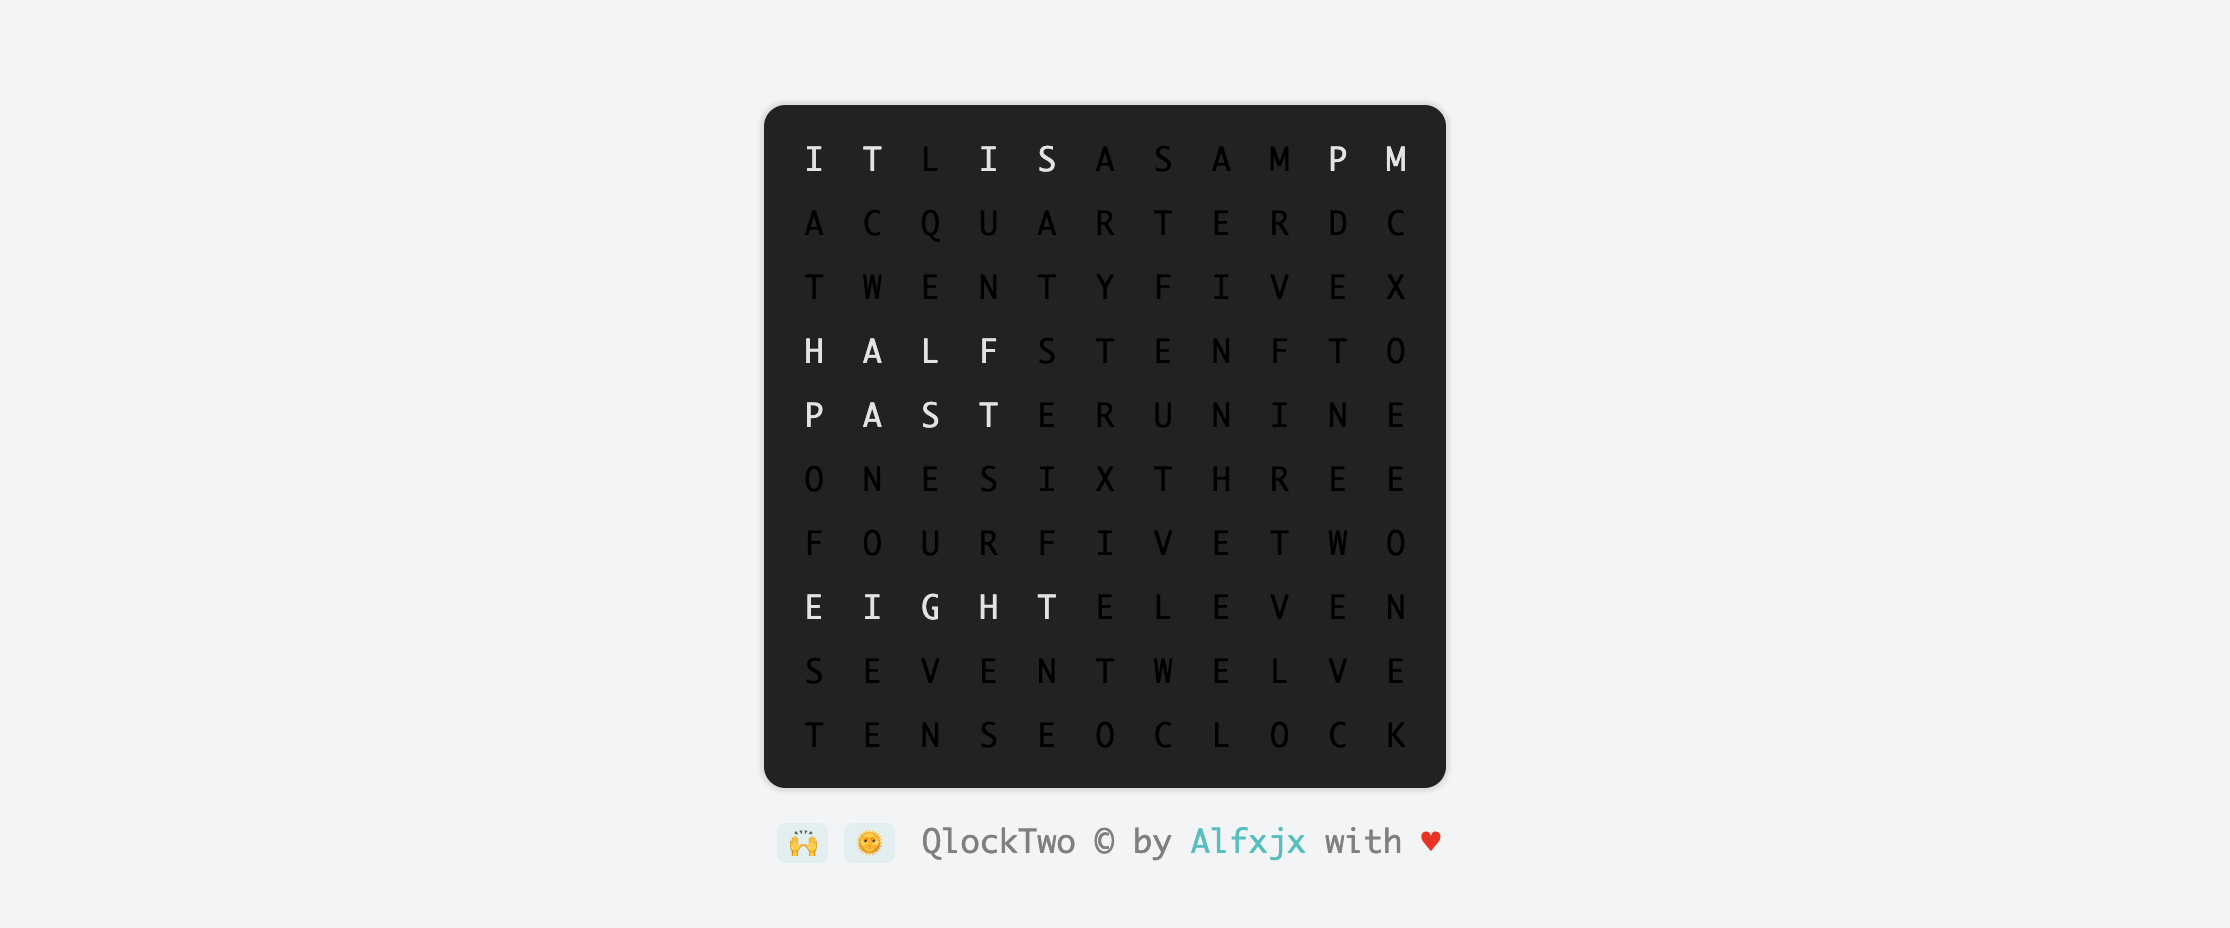 I T L I S A S A M P M
A C Q U A R T E R D C
T W E N T Y F I V E X
H A L F S T E N F T O
P A S T E R U N I N E
O N E S I X T H R E E
F O U R F I V E T W O
E I G H T E L E V E N
S E V E N T W E L V E
T E N S E O C L O C K
QlockTwo © by Alfxjx with ♥